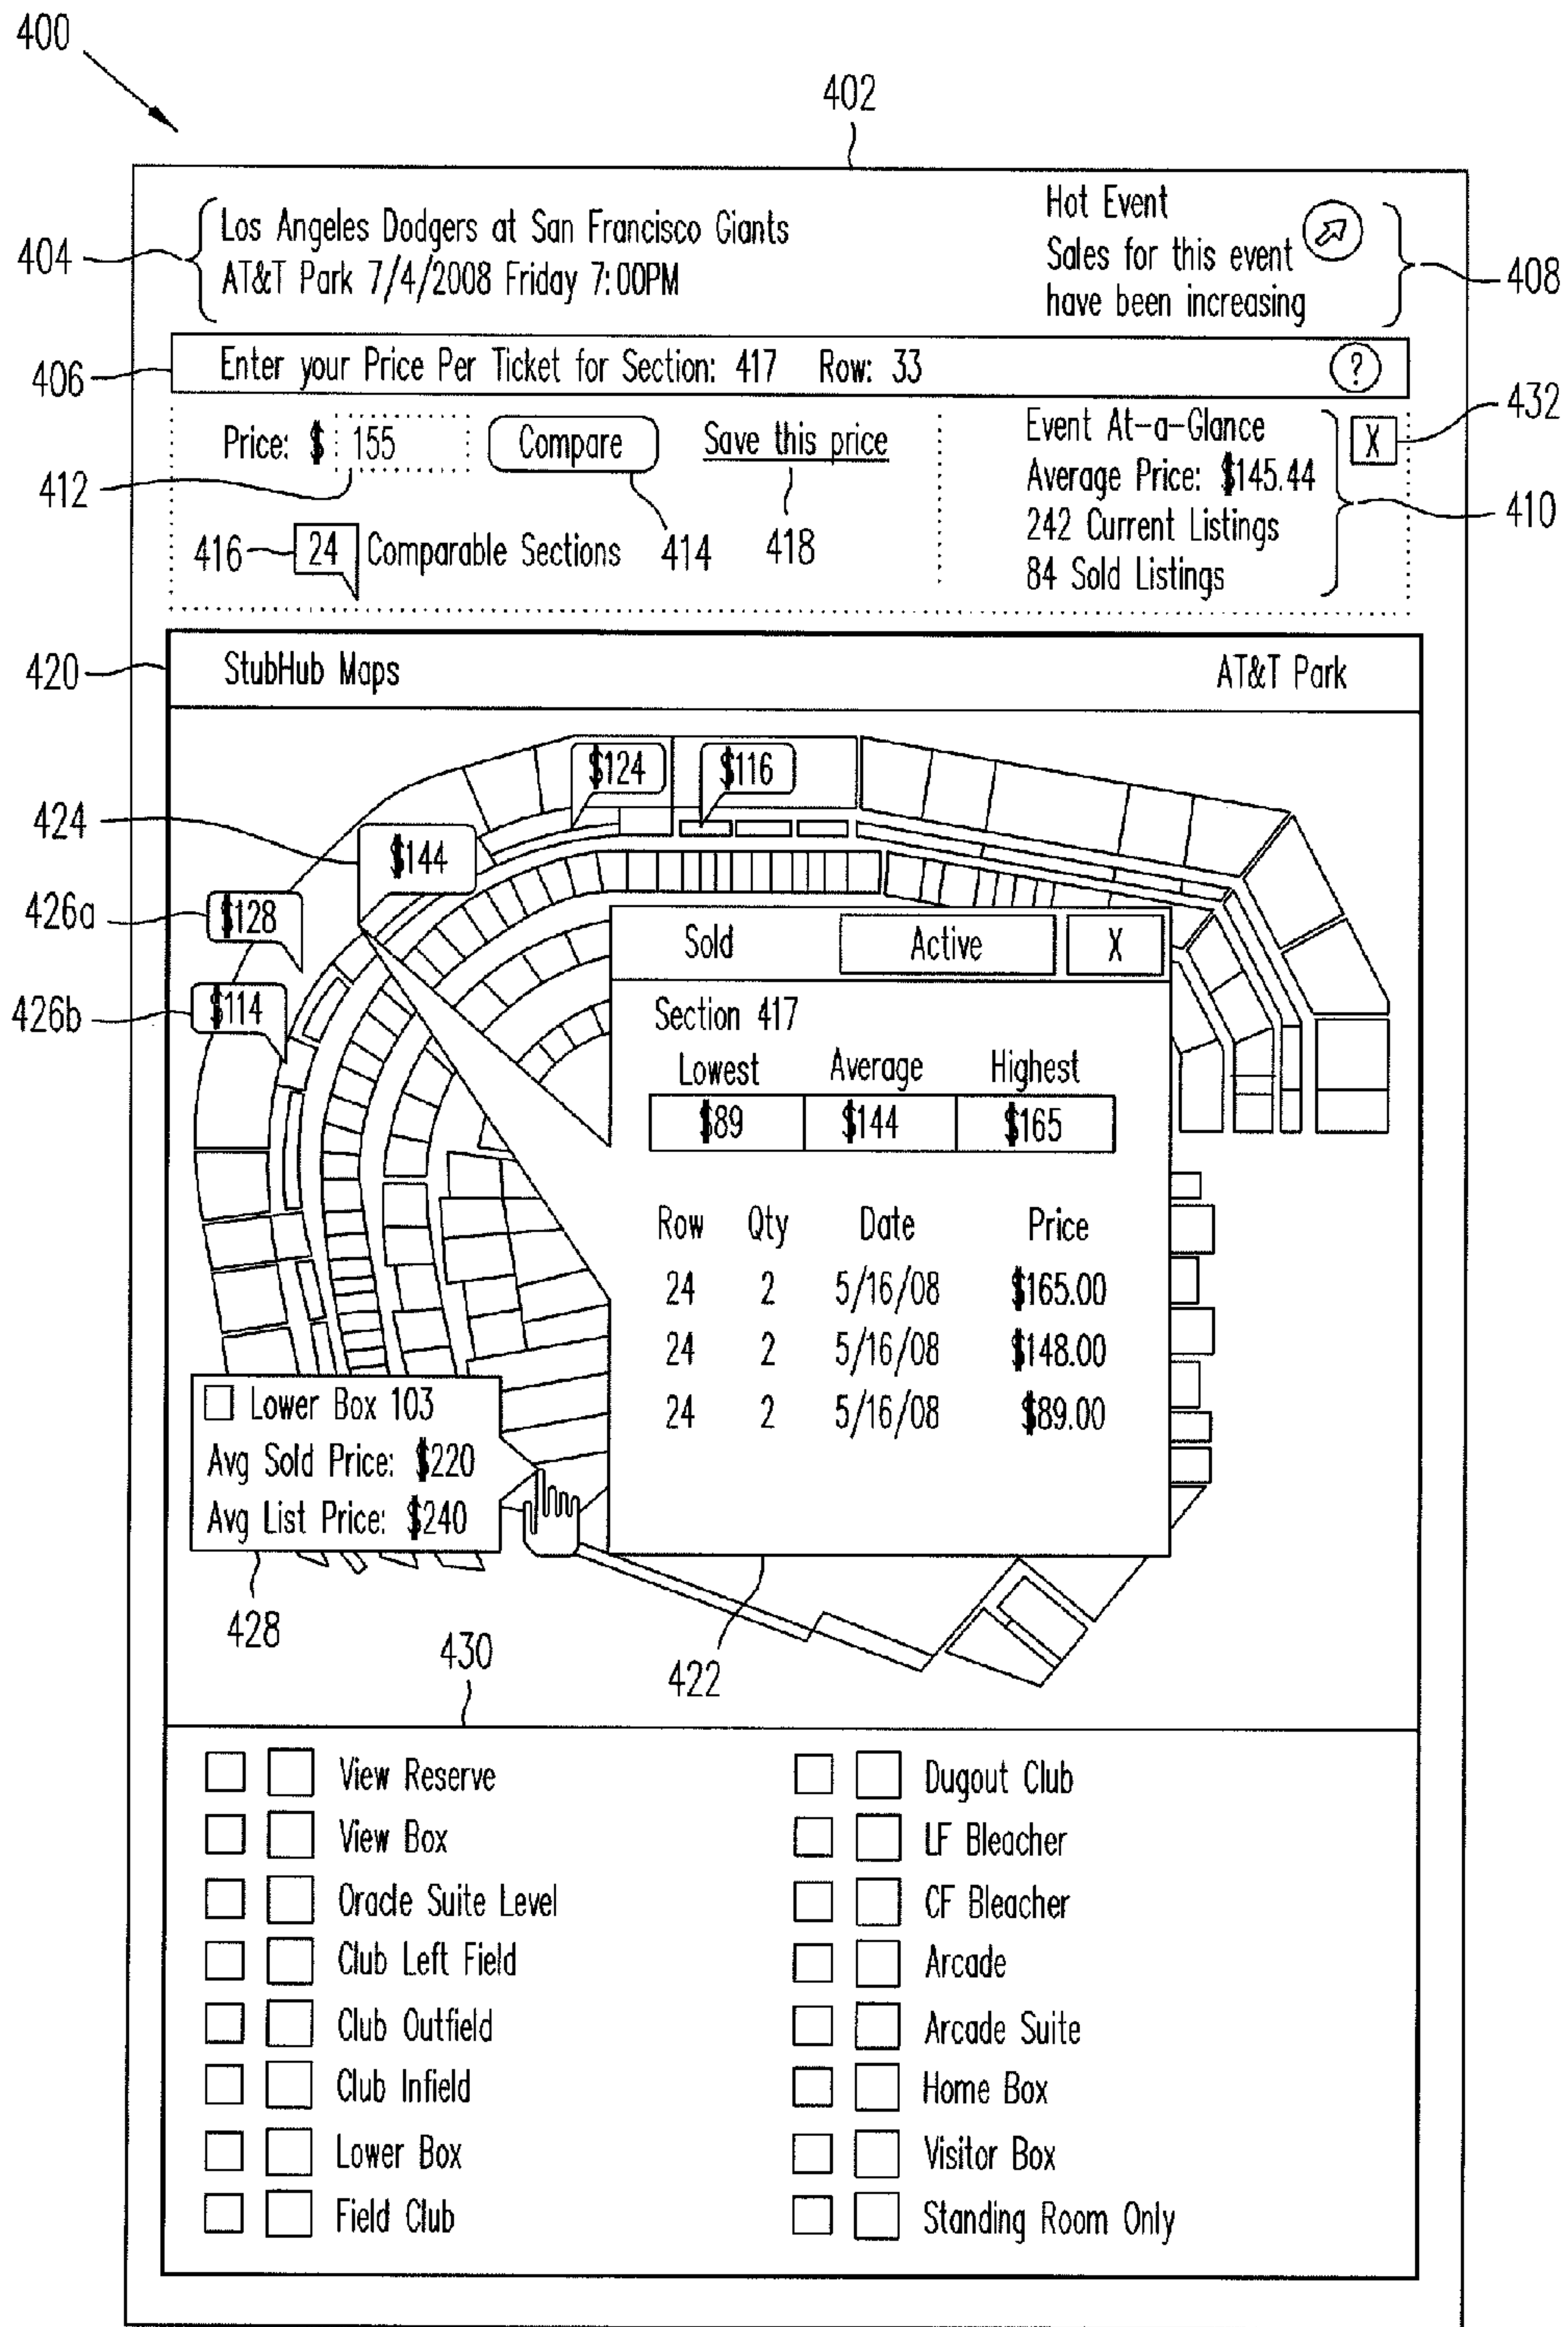 400
402
Los Angeles Dodgers at San Francisco Giants
AT&T Park 7/4/2008 Friday 7:00PM
404
Hot Event
Sales for this event
have been increasing
408
406
Enter your Price Per Ticket for Section: 417 Row: 33 ?
432
Price: $ 155 Compare Save this price
412
416
24 Comparable Sections
414
418
Event At-a-Glance X
Average Price: $145.44
242 Current Listings
84 Sold Listings
410
420
StubHub Maps AT&T Park
$124
$116
424
$144
426a
$128
426b
$114
Sold Active X
Section 417
Lowest Average Highest
$89 $144 $165
Row Qty Date Price
24 2 5/16/08 $165.00
24 2 5/16/08 $148.00
24 2 5/16/08 $89.00
Lower Box 103
Avg Sold Price: $220
Avg List Price: $240
428
422
430
View Reserve
View Box
Oracle Suite Level
Club Left Field
Club Outfield
Club Infield
Lower Box
Field Club
Dugout Club
LF Bleacher
CF Bleacher
Arcade
Arcade Suite
Home Box
Visitor Box
Standing Room Only